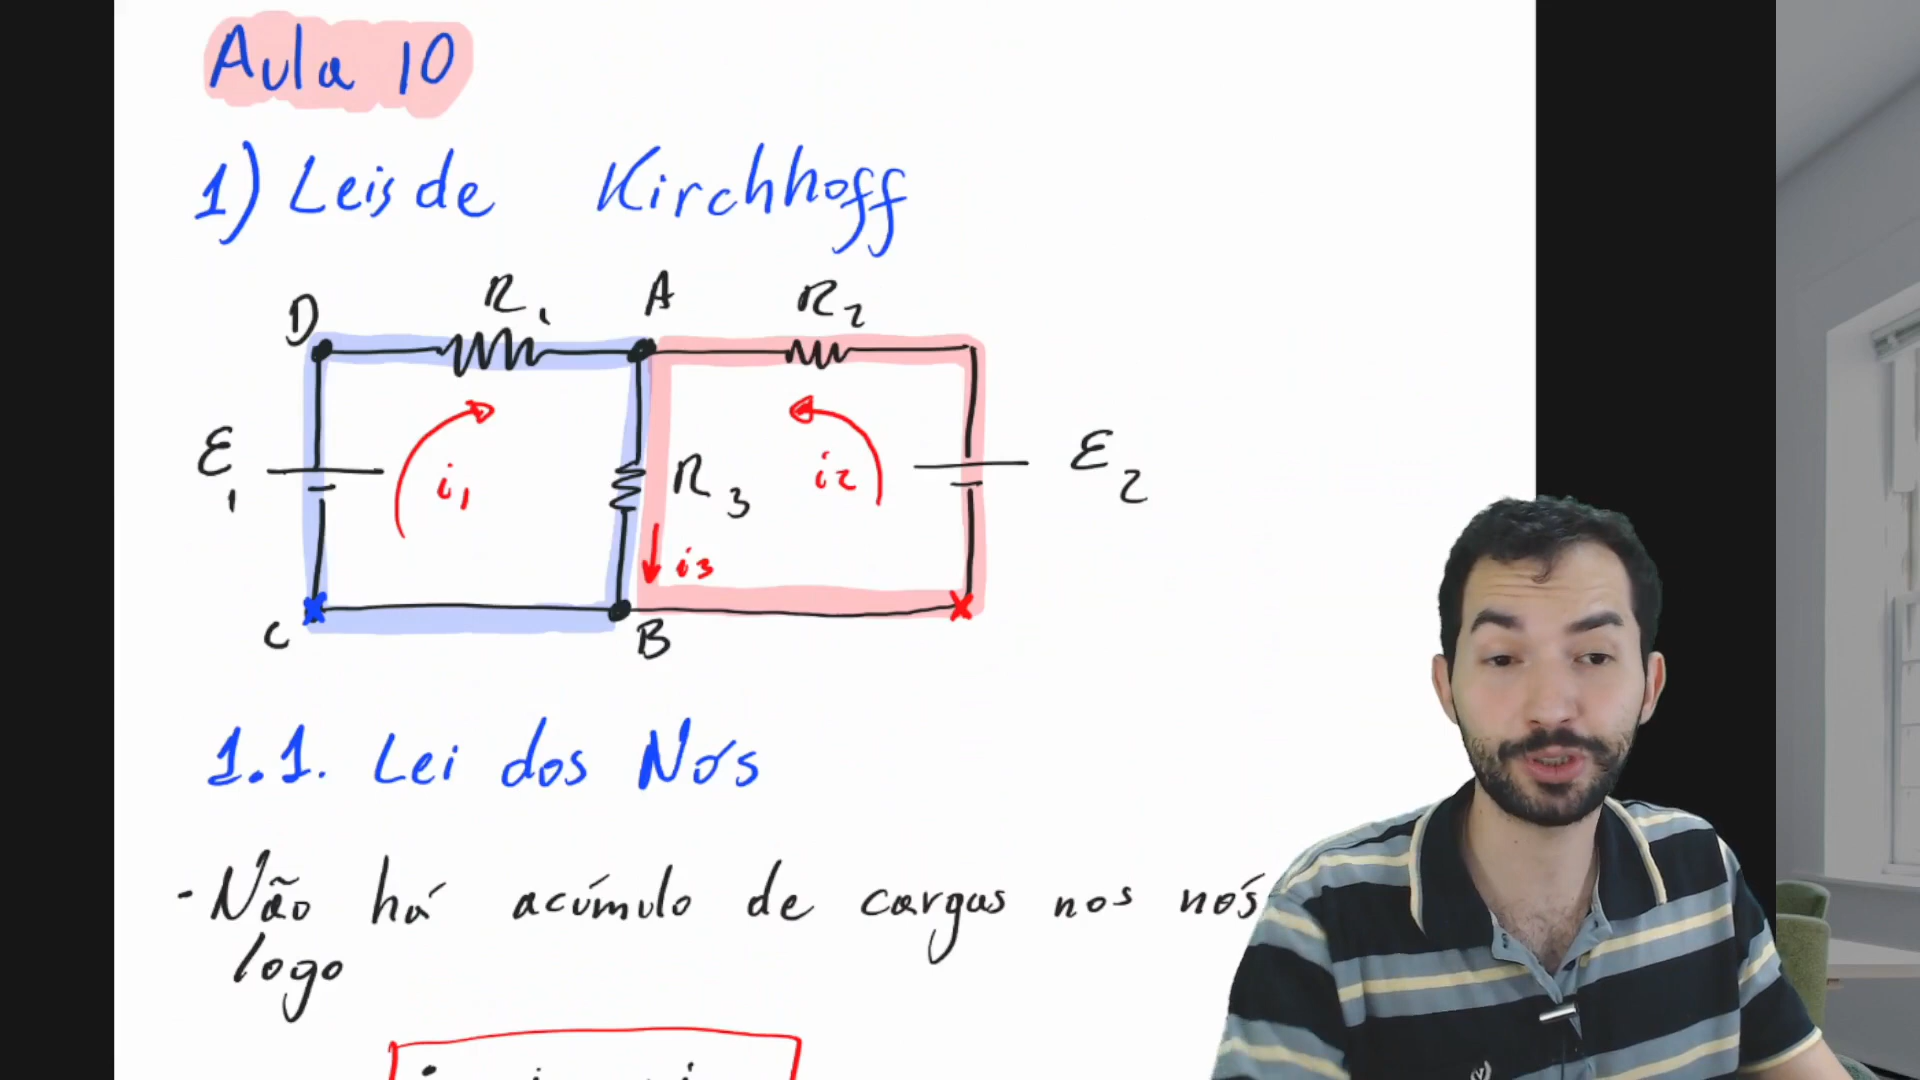 Aula 10
1) Leis de Kirchhoff
D R1 A R2
ε1 i1 R3 i2 ε2
i3
C B
1.1. Lei dos Nós
- Não há acúmulo de cargas nos nós
logo